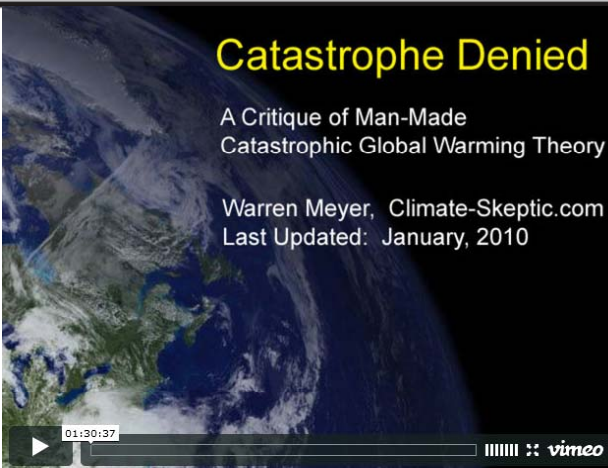 Catastrophe Denied
A Critique of Man-Made
Catastrophic Global Warming Theory
Warren Meyer, Climate-Skeptic.com
Last Updated: January, 2010
01:30:37
vimeo